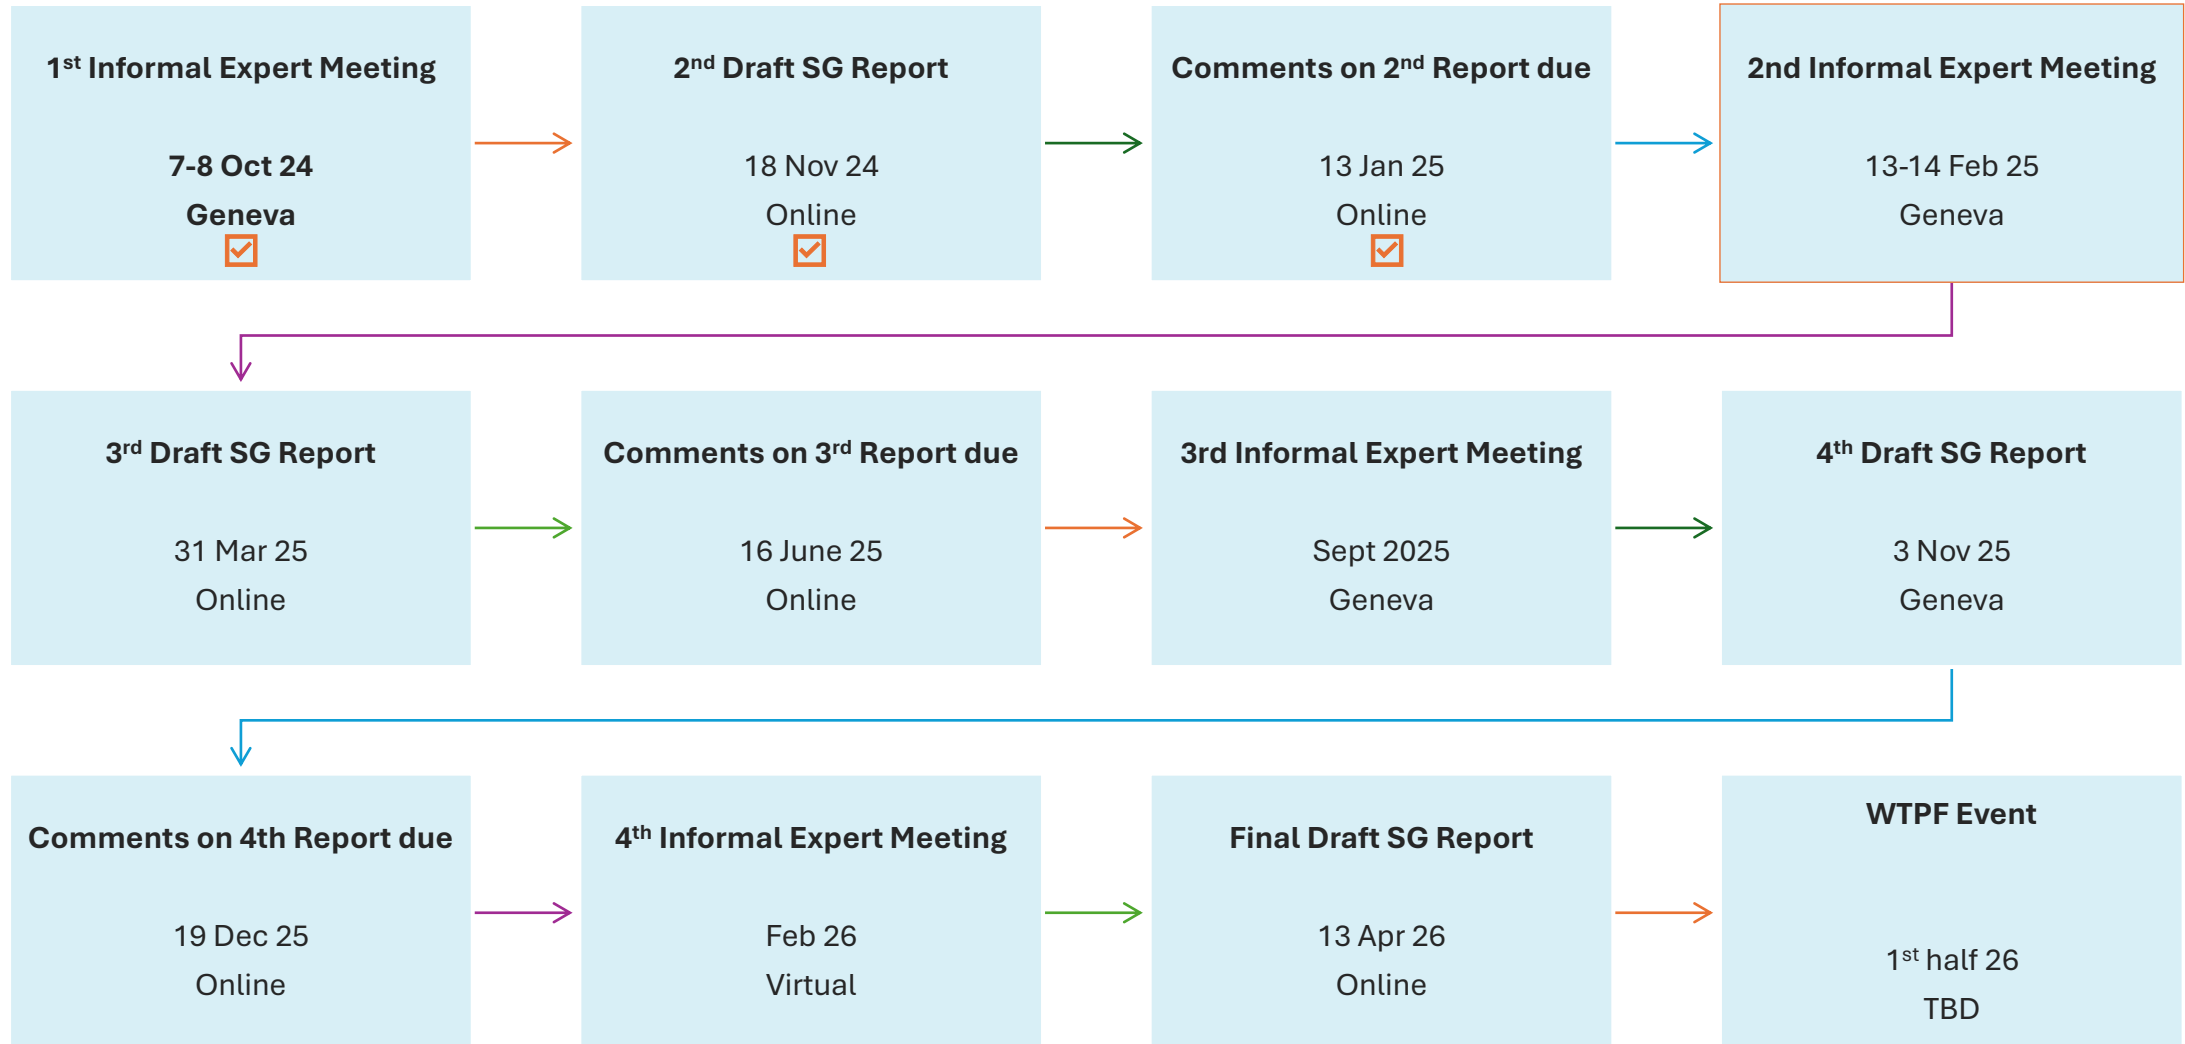 1st Informal Expert Meeting
7-8 Oct 24
Geneva
2nd Draft SG Report
18 Nov 24
Online
Comments on 2nd Report due
13 Jan 25
Online
2nd Informal Expert Meeting
13-14 Feb 25
Geneva
3rd Draft SG Report
31 Mar 25
Online
Comments on 3rd Report due
16 June 25
Online
3rd Informal Expert Meeting
Sept 2025
Geneva
4th Draft SG Report
3 Nov 25
Geneva
Comments on 4th Report due
19 Dec 25
Online
4th Informal Expert Meeting
Feb 26
Virtual
Final Draft SG Report
13 Apr 26
Online
WTPF Event
1st half 26
TBD